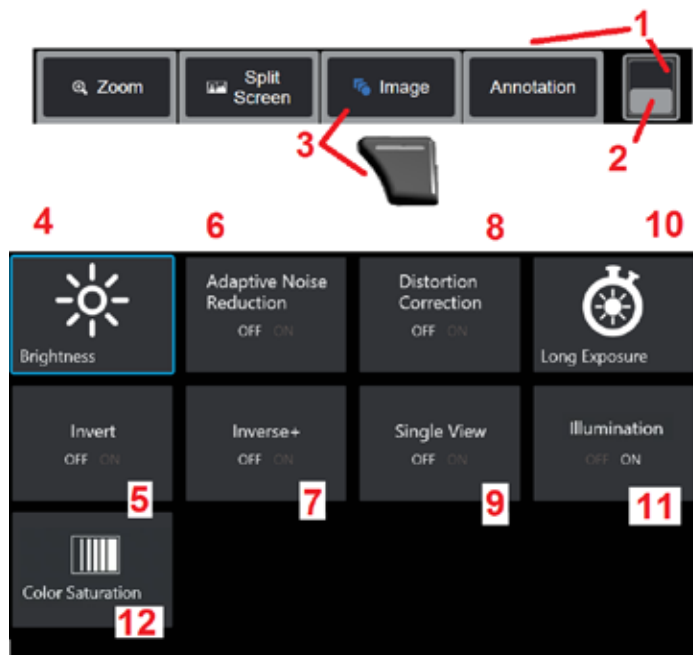 1
Zoom
Split
Screen
Image
Annotation
3
2
4
6
8
10
Brightness
Adaptive Noise
Reduction
OFF ON
Distortion
Correction
OFF ON
Long Exposure
Invert
OFF ON
5
Inverse+
OFF ON
7
Single View
OFF ON
9
Illumination
OFF ON
11
Color Saturation
12